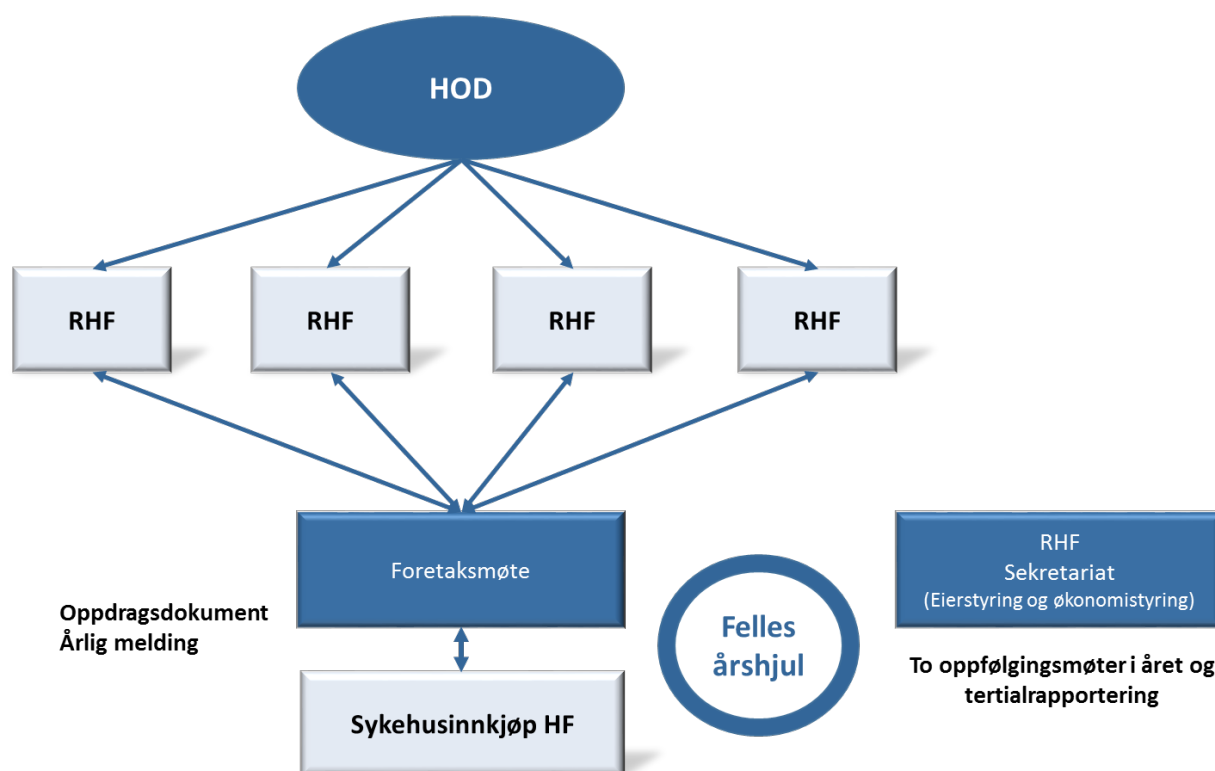 HOD
RHF
RHF
RHF
RHF
Foretaksmøte
Oppdragsdokument
Årlig melding
Sykehusinnkjøp HF
Felles
årshjul
RHF
Sekretariat
(Eierstyring og økonomistyring)
To oppfølgingsmøter i året og
tertialrapportering